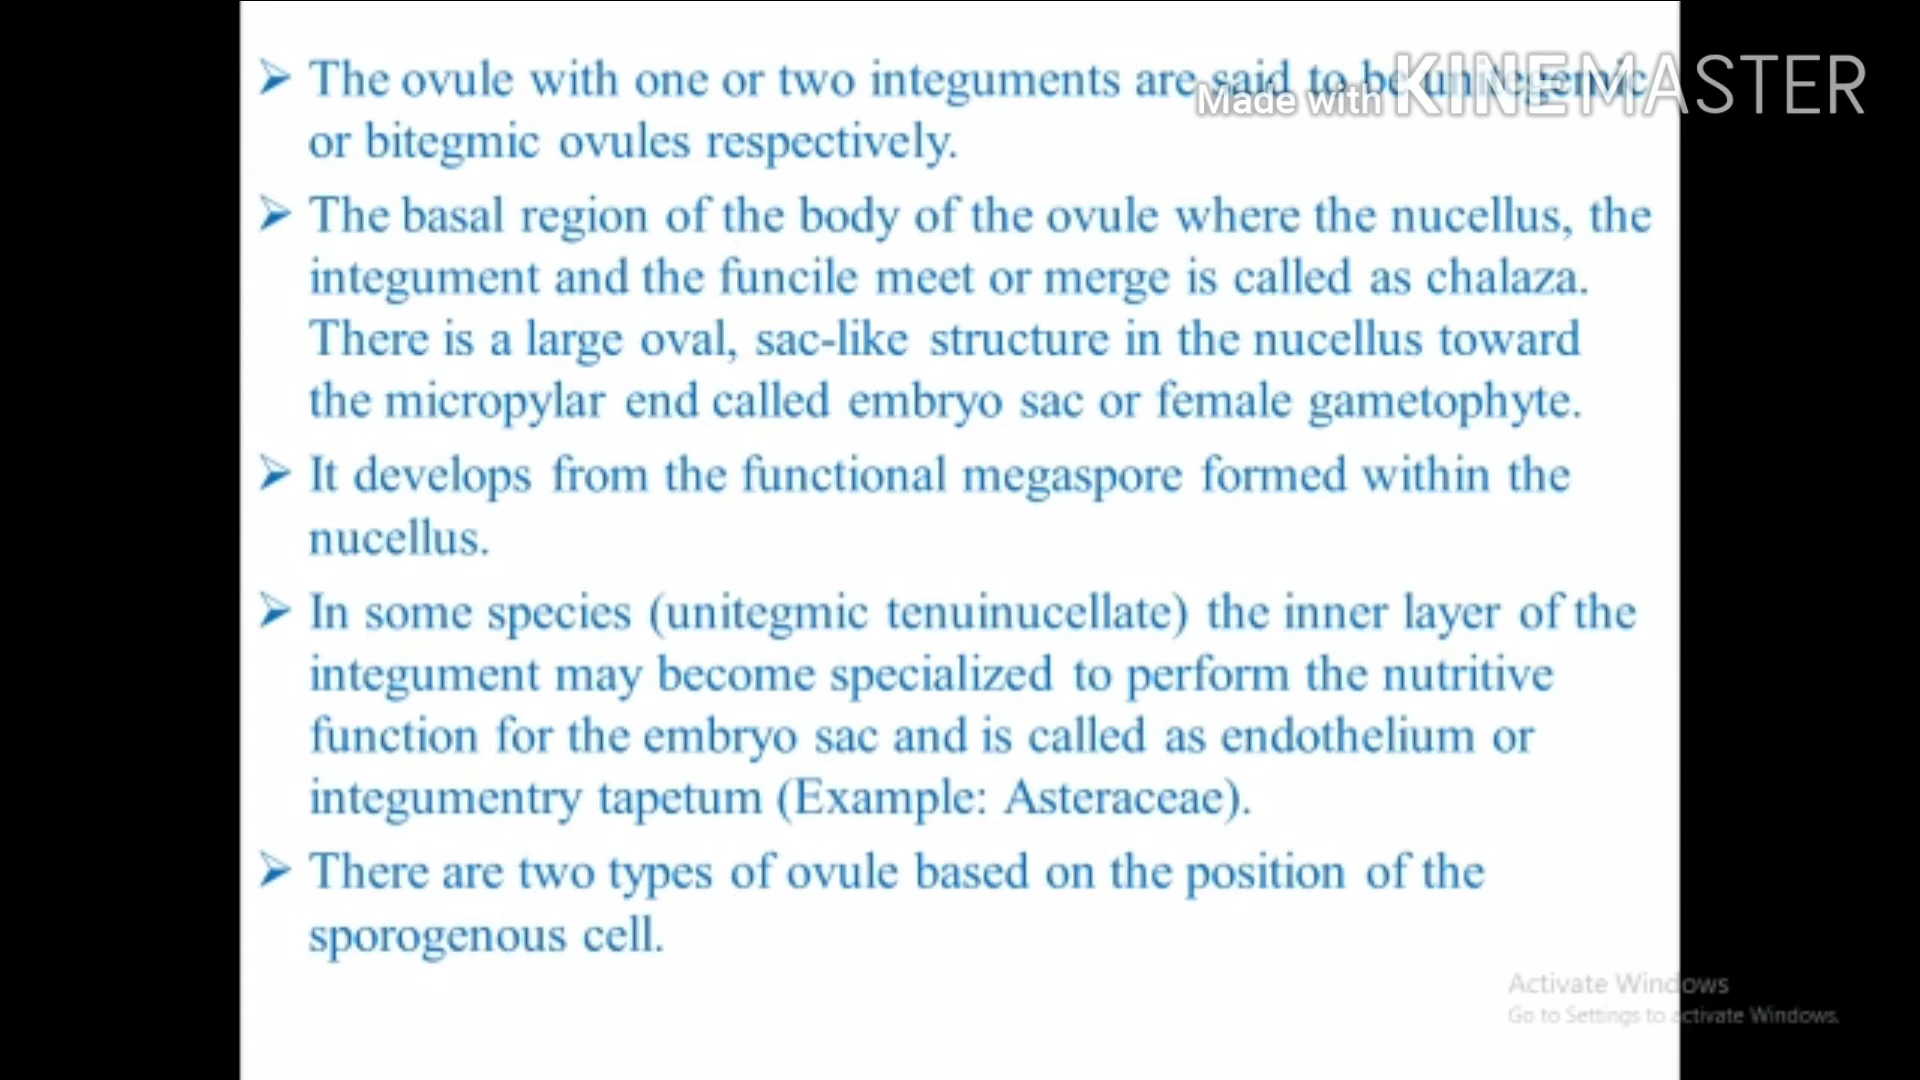 ➢ The ovule with one or two integuments are said to be unitegemic
or bitegmic ovules respectively.
➢ The basal region of the body of the ovule where the nucellus, the
integument and the funcile meet or merge is called as chalaza.
There is a large oval, sac-like structure in the nucellus toward
the micropylar end called embryo sac or female gametophyte.
➢ It develops from the functional megaspore formed within the
nucellus.
➢ In some species (unitegmic tenuinucellate) the inner layer of the
integument may become specialized to perform the nutritive
function for the embryo sac and is called as endothelium or
integumentry tapetum (Example: Asteraceae).
➢ There are two types of ovule based on the position of the
sporogenous cell.
Made with KINEMASTER
Activate Windows
Go to Settings to activate Windows.